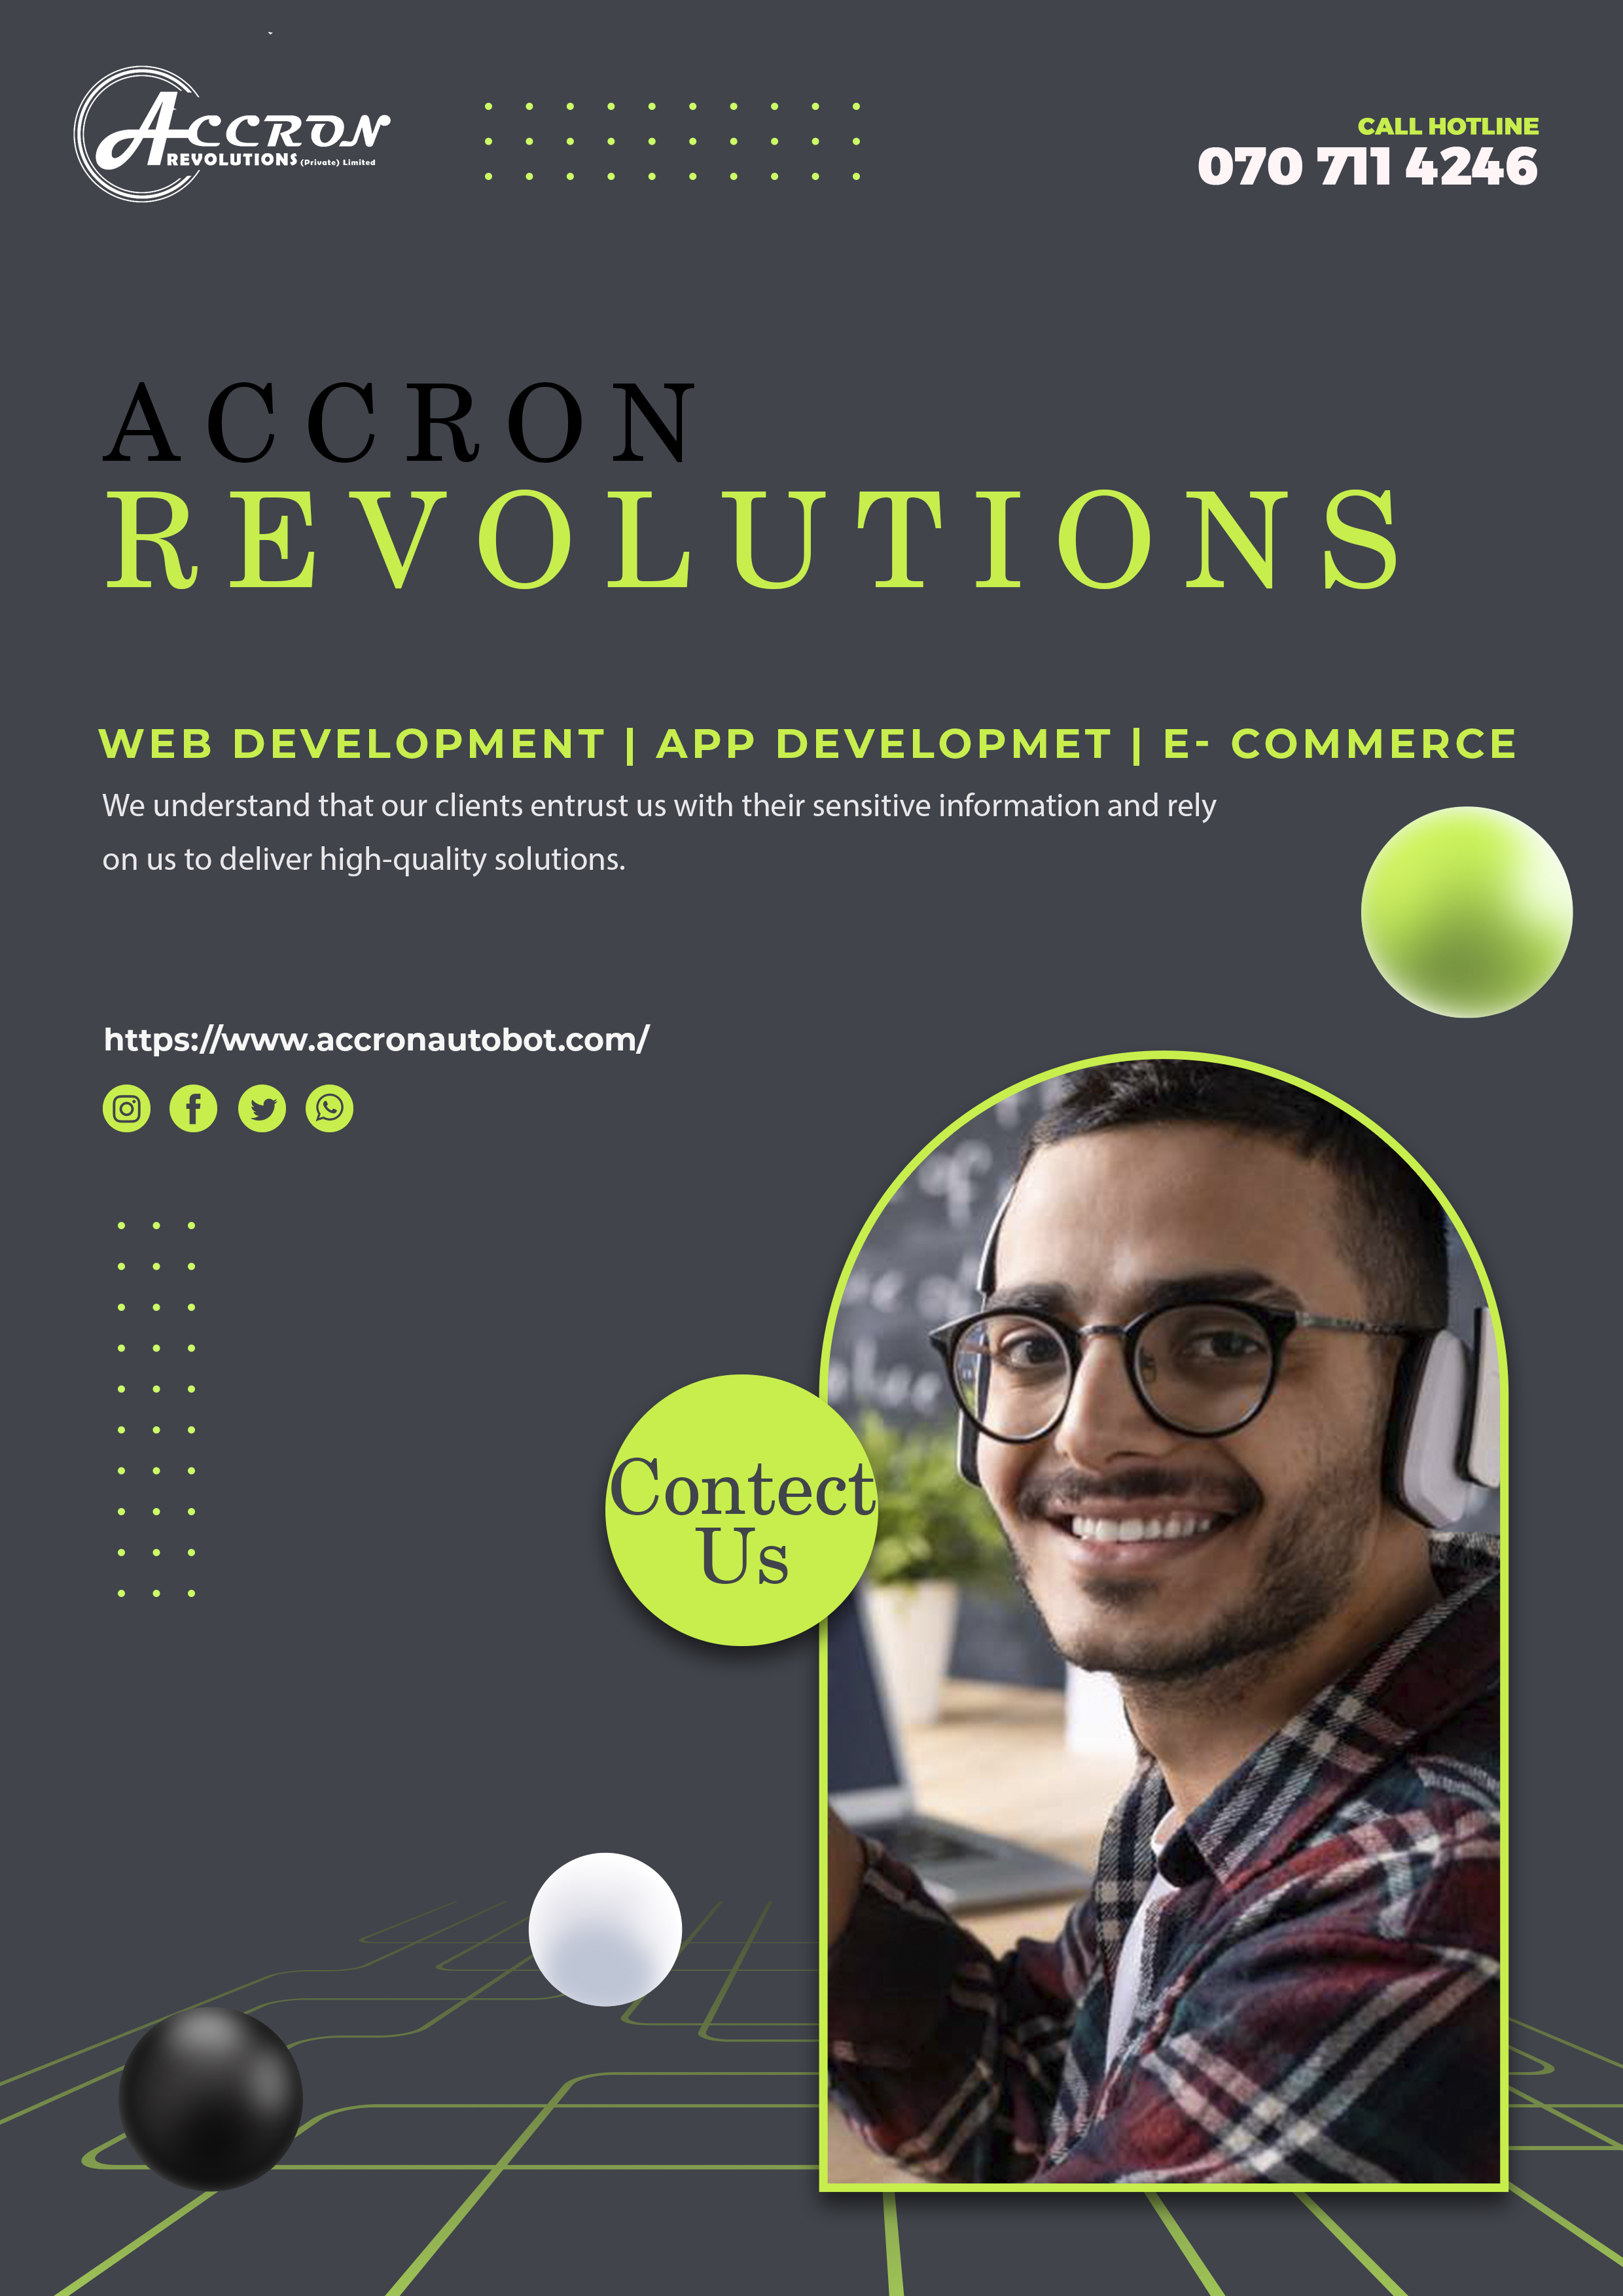 ACCRON
REVOLUTIONS (Private) Limited
CALL HOTLINE
070 711 4246
ACCRON
REVOLUTIONS
WEB DEVELOPMENT | APP DEVELOPMET | E- COMMERCE
We understand that our clients entrust us with their sensitive information and rely
on us to deliver high-quality solutions.
https://www.accronautobot.com/
Contect
Us